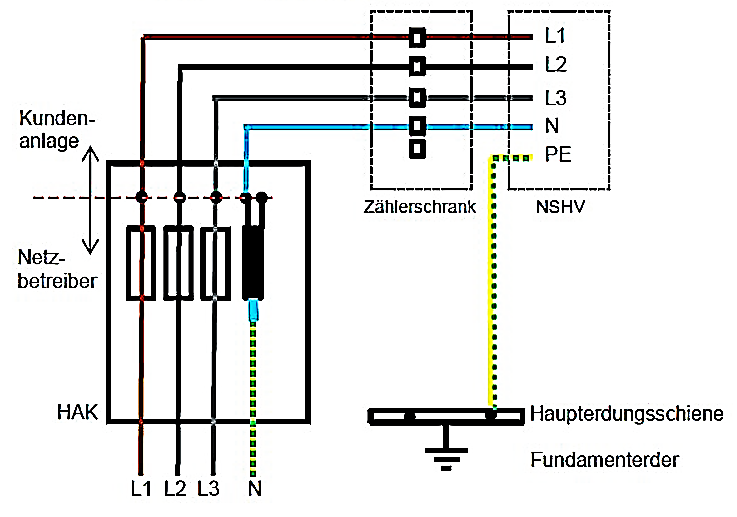 L1
L2
L3
N
PE
Kunden-
anlage
Zählerschrank
NSHV
Netz-
betreiber
HAK
Haupterdungsschiene
Fundamenterder
L1 L2 L3 N